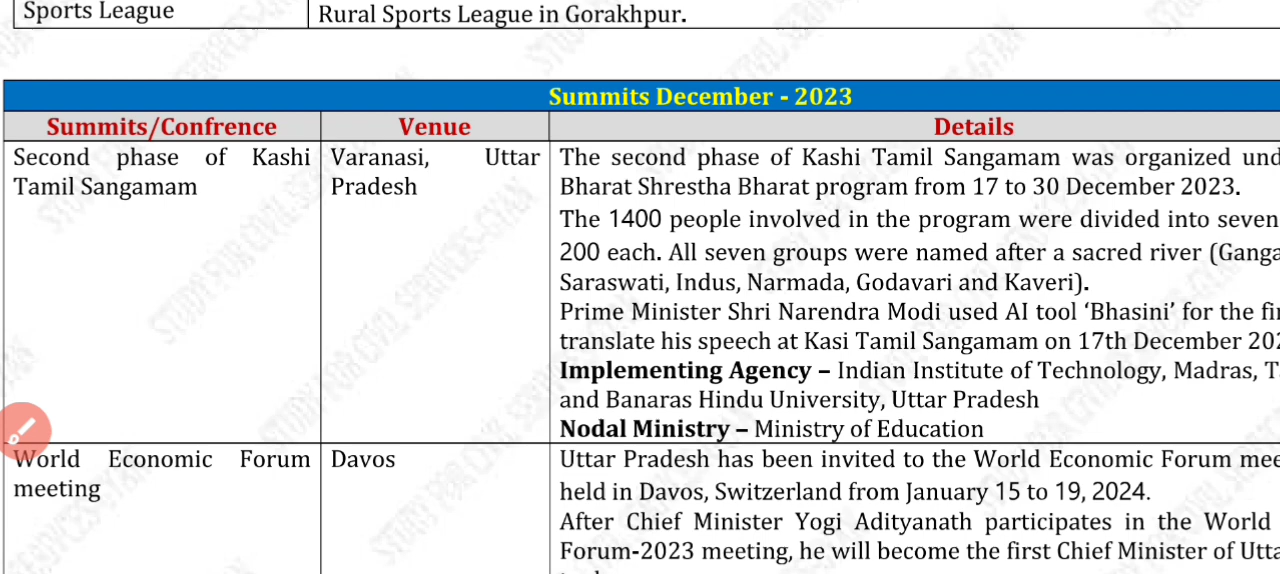 Sports League
Rural Sports League in Gorakhpur.
Summits December - 2023
Summits/Confrence
Venue
Details
Second phase of Kashi
Tamil Sangamam
Varanasi, Uttar
Pradesh
The second phase of Kashi Tamil Sangamam was organized und
Bharat Shrestha Bharat program from 17 to 30 December 2023.
The 1400 people involved in the program were divided into seven
200 each. All seven groups were named after a sacred river (Ganga
Saraswati, Indus, Narmada, Godavari and Kaveri).
Prime Minister Shri Narendra Modi used AI tool ‘Bhasini’ for the fi
translate his speech at Kasi Tamil Sangamam on 17th December 202
Implementing Agency – Indian Institute of Technology, Madras, T
and Banaras Hindu University, Uttar Pradesh
Nodal Ministry – Ministry of Education
World Economic Forum
meeting
Davos
Uttar Pradesh has been invited to the World Economic Forum mee
held in Davos, Switzerland from January 15 to 19, 2024.
After Chief Minister Yogi Adityanath participates in the World
Forum-2023 meeting, he will become the first Chief Minister of Utta